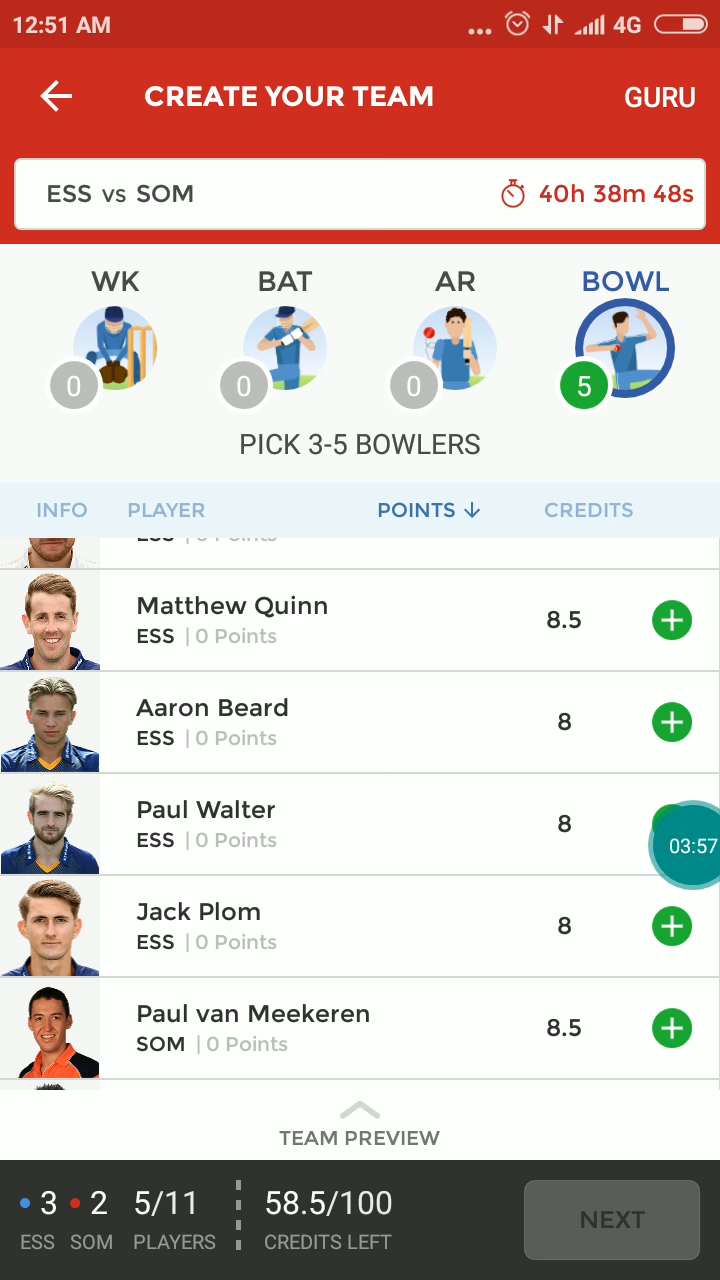 12:51 AM ... 4G
CREATE YOUR TEAM GURU
ESS vs SOM 40h 38m 48s
WK BAT AR BOWL
0 0 0 5
PICK 3-5 BOWLERS
INFO PLAYER POINTS ↓ CREDITS
ESS | 0 Points
Matthew Quinn
ESS | 0 Points 8.5 +
Aaron Beard
ESS | 0 Points 8 +
Paul Walter
ESS | 0 Points 8
03:57
Jack Plom
ESS | 0 Points 8 +
Paul van Meekeren
SOM | 0 Points 8.5 +
TEAM PREVIEW
3 2 5/11 58.5/100 NEXT
ESS SOM PLAYERS CREDITS LEFT